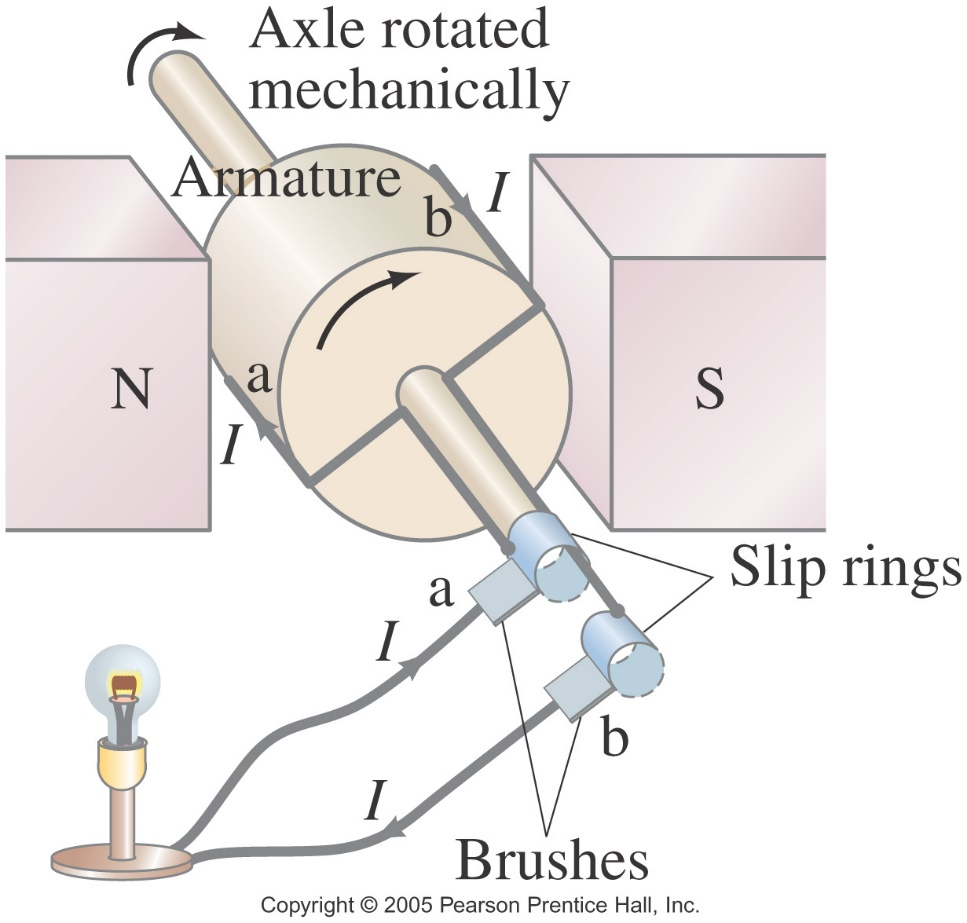 Axle rotated
mechanically
Armature
b
I
N
a
S
I
Slip rings
a
I
b
I
Brushes
Copyright © 2005 Pearson Prentice Hall, Inc.